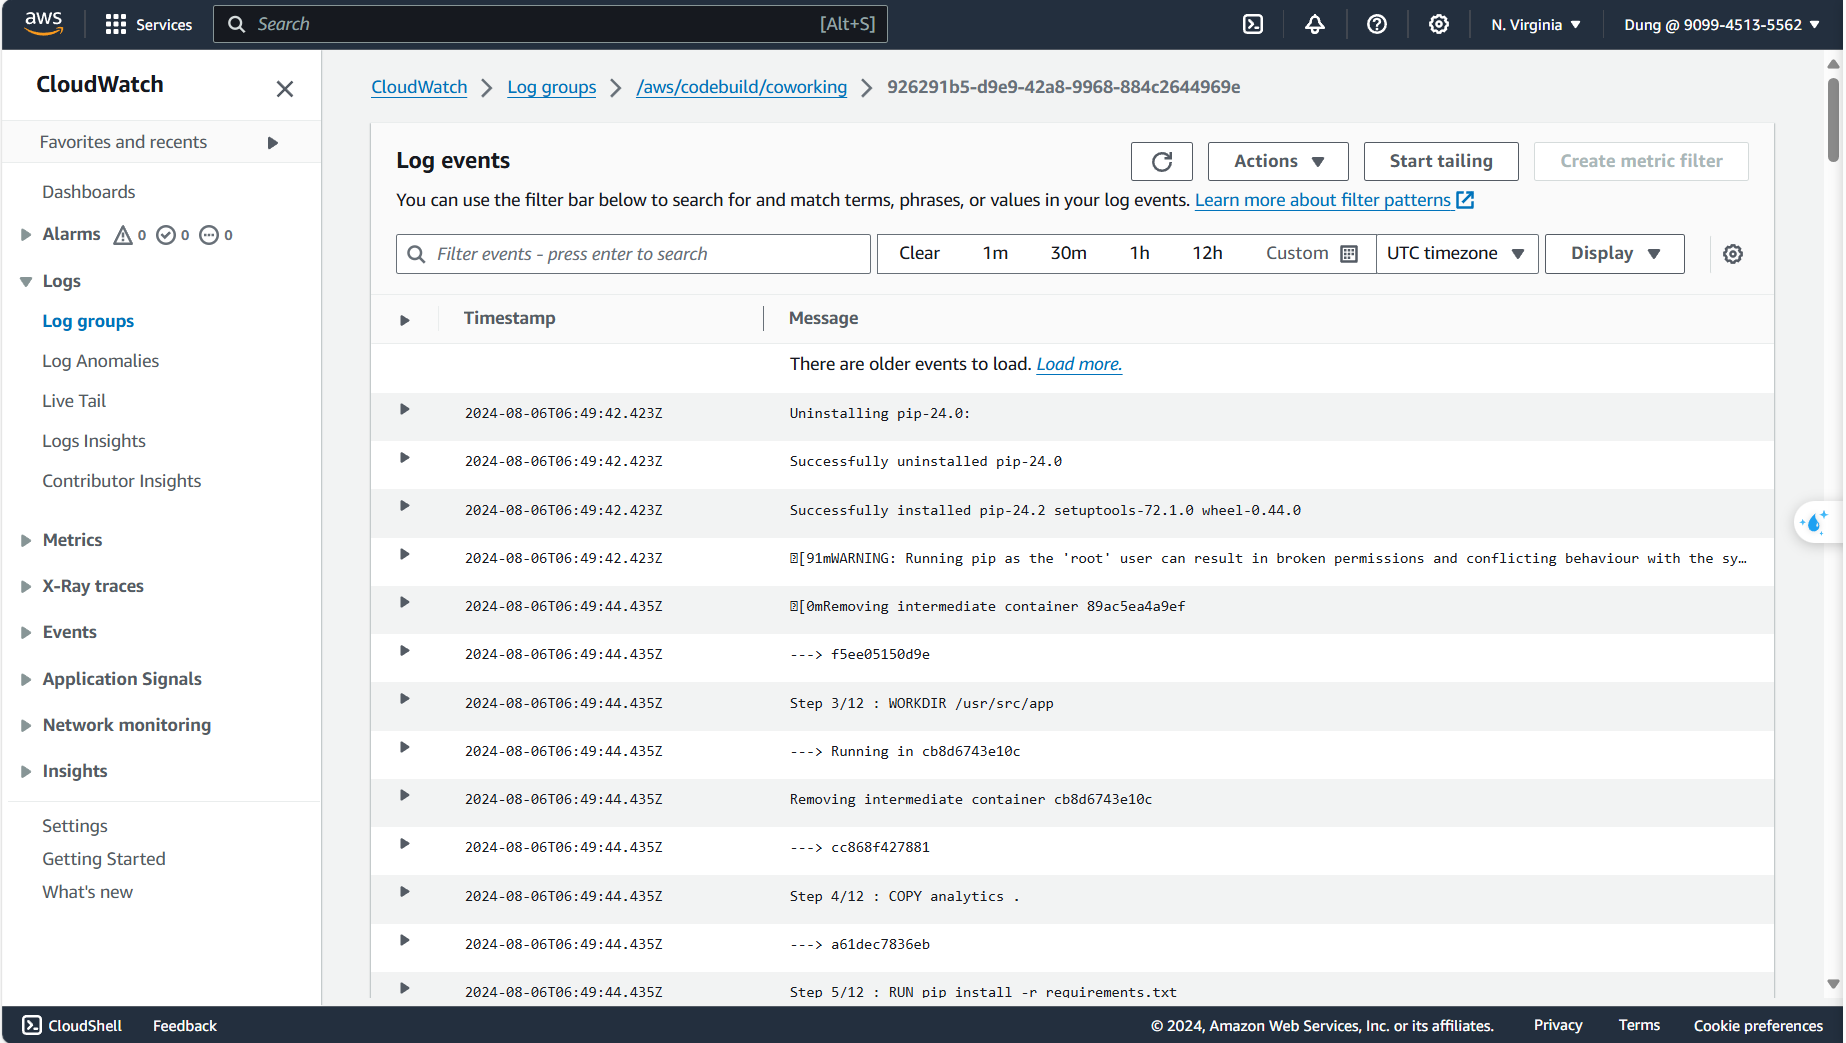 aws
Services
Search
[Alt+S]
N. Virginia
Dung @ 9099-4513-5562
CloudWatch
Favorites and recents
Dashboards
Alarms 0 0 0
Logs
Log groups
Log Anomalies
Live Tail
Logs Insights
Contributor Insights
Metrics
X-Ray traces
Events
Application Signals
Network monitoring
Insights
Settings
Getting Started
What's new
CloudWatch
Log groups
/aws/codebuild/coworking
926291b5-d9e9-42a8-9968-884c2644969e
Log events
Actions
Start tailing
Create metric filter
You can use the filter bar below to search for and match terms, phrases, or values in your log events. Learn more about filter patterns
Filter events - press enter to search
Clear 1m 30m 1h 12h Custom
UTC timezone
Display
Timestamp Message
There are older events to load. Load more.
2024-08-06T06:49:42.423Z Uninstalling pip-24.0:
2024-08-06T06:49:42.423Z Successfully uninstalled pip-24.0
2024-08-06T06:49:42.423Z Successfully installed pip-24.2 setuptools-72.1.0 wheel-0.44.0
2024-08-06T06:49:42.423Z [91mWARNING: Running pip as the 'root' user can result in broken permissions and conflicting behaviour with the sy…
2024-08-06T06:49:44.435Z [0mRemoving intermediate container 89ac5ea4a9ef
2024-08-06T06:49:44.435Z ---> f5ee05150d9e
2024-08-06T06:49:44.435Z Step 3/12 : WORKDIR /usr/src/app
2024-08-06T06:49:44.435Z ---> Running in cb8d6743e10c
2024-08-06T06:49:44.435Z Removing intermediate container cb8d6743e10c
2024-08-06T06:49:44.435Z ---> cc868f427881
2024-08-06T06:49:44.435Z Step 4/12 : COPY analytics .
2024-08-06T06:49:44.435Z ---> a61dec7836eb
2024-08-06T06:49:44.435Z Step 5/12 : RUN pip install -r requirements.txt
CloudShell
Feedback
© 2024, Amazon Web Services, Inc. or its affiliates.
Privacy
Terms
Cookie preferences